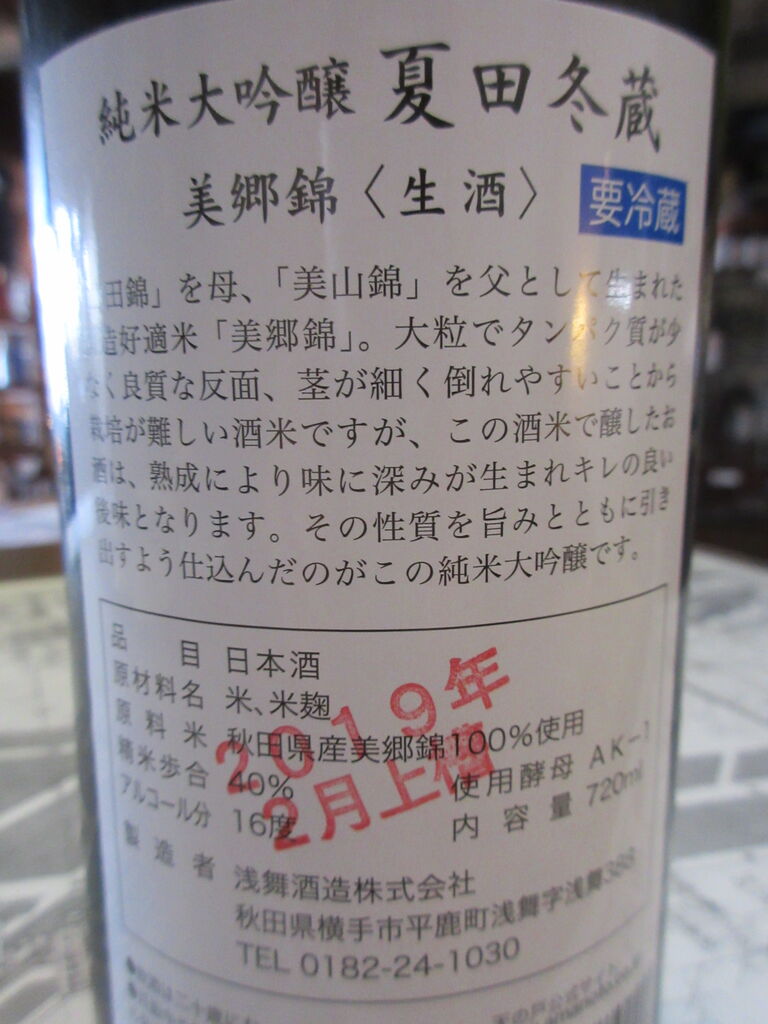 純米大吟醸 夏田冬蔵
美郷錦〈生酒〉 要冷蔵
田錦」を母、「美山錦」を父として生まれた
造好適米「美郷錦」。大粒でタンパク質が少
なく良質な反面、茎が細く倒れやすいことから
栽培が難しい酒米ですが、この酒米で醸したお
酒は、熟成により味に深みが生まれキレの良い
後味となります。その性質を旨みとともに引き
出すよう仕込んだのがこの純米大吟醸です。
品目 日本酒
原材料名 米、米麹
原料米 秋田県産美郷錦100%使用
精米歩合 40% 使用酵母 AK-1
アルコール分 16度 内容量 720ml
2019年
2月上槽
製造者 浅舞酒造株式会社
秋田県横手市平鹿町浅舞字浅舞388
TEL 0182-24-1030